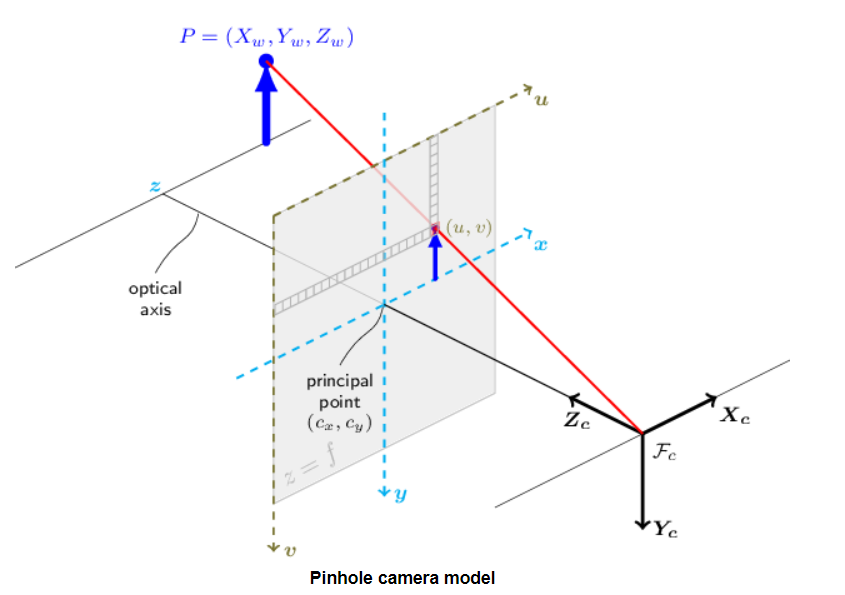 P = (X_w, Y_w, Z_w)
u
z
(u, v)
x
optical
axis
principal
point
(c_x, c_y)
Z_c
X_c
F_c
z = f
y
Y_c
v
Pinhole camera model